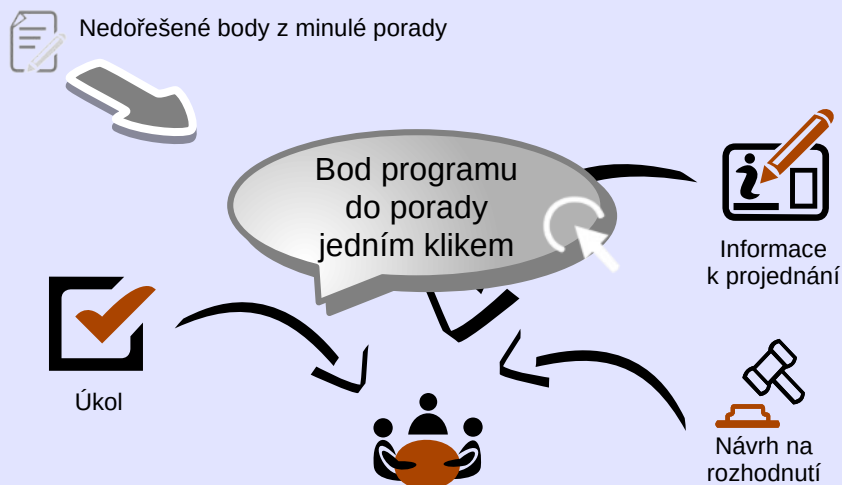 Nedořešené body z minulé porady
Bod programu
do porady
jedním klikem
Informace
k projednání
Úkol
Návrh na
rozhodnutí